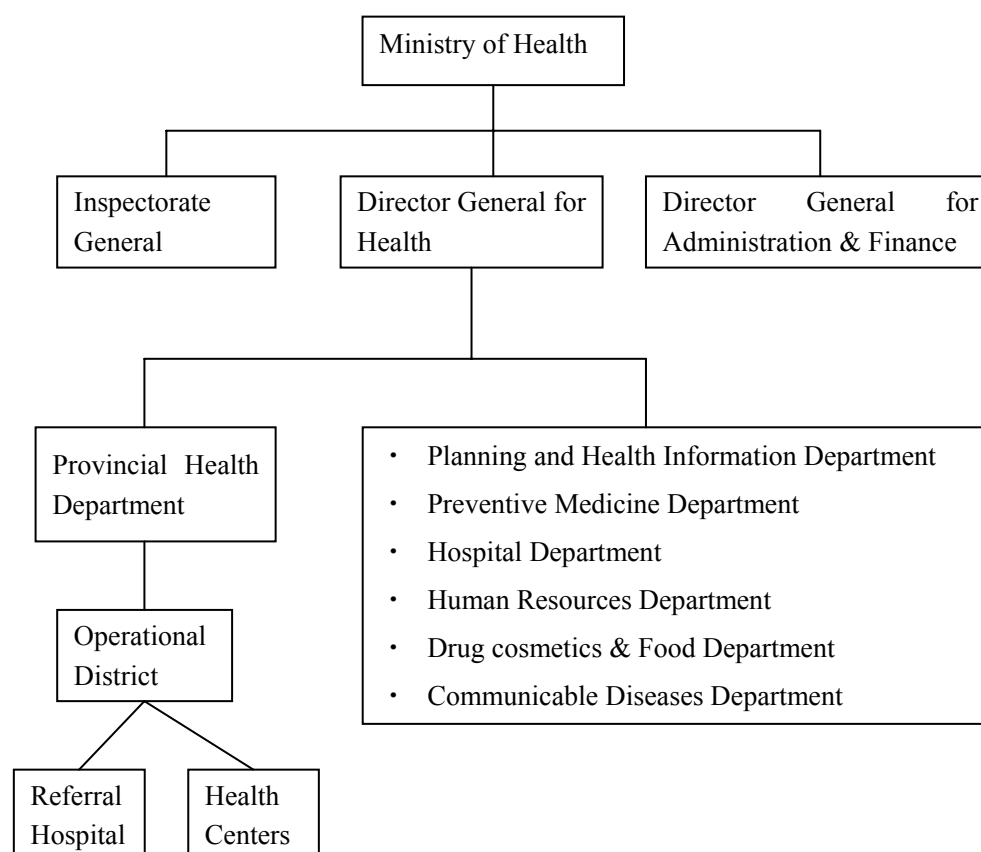 Ministry of Health
Inspectorate
General
Director General for
Health
Director General for
Administration & Finance
Provincial Health
Department
・ Planning and Health Information Department
・ Preventive Medicine Department
・ Hospital Department
・ Human Resources Department
・ Drug cosmetics & Food Department
・ Communicable Diseases Department
Operational
District
Referral
Hospital
Health
Centers